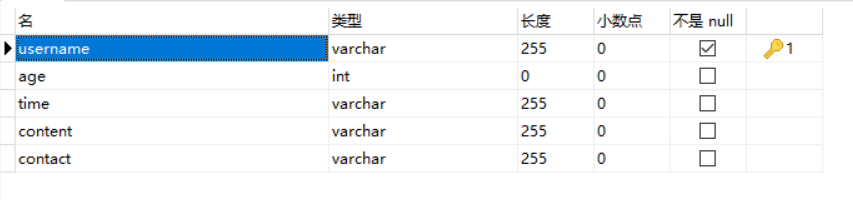 名 类型 长度 小数点 不是 null
username varchar 255 0 1
age int 0 0
time varchar 255 0
content varchar 255 0
contact varchar 255 0